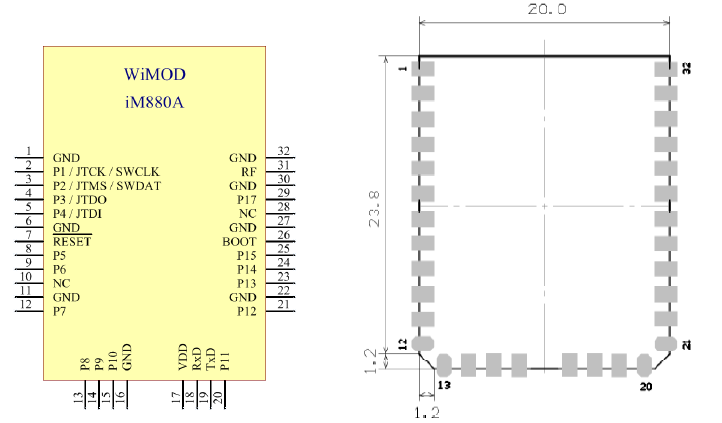 WiMOD
iM880A
1 GND
2 P1 / JTCK / SWCLK
3 P2 / JTMS / SWDAT
4 P3 / JTDO
5 P4 / JTDI
6 GND
7 RESET
8 P5
9 P6
10 NC
11 GND
12 P7
13 P8
14 P9
15 P10
16 GND
17 VDD
18 RxD
19 TxD
20 P11
GND 32
RF 31
GND 30
P17 29
NC 28
GND 27
BOOT 26
P15 25
P14 24
P13 23
GND 22
P12 21
20.0
1
32
23.8
12
21
1.2
13
20
1.2